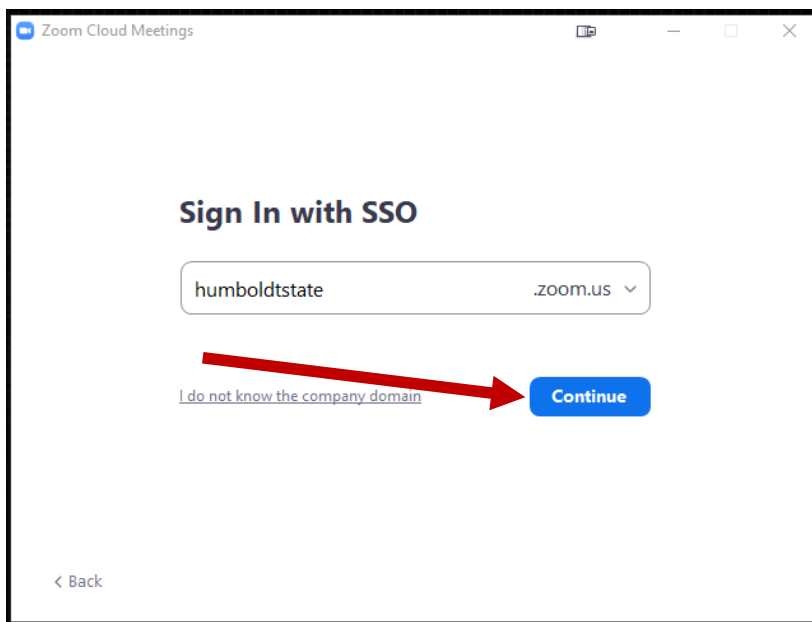 Zoom Cloud Meetings
Sign In with SSO
humboldtstate .zoom.us
I do not know the company domain Continue
Back